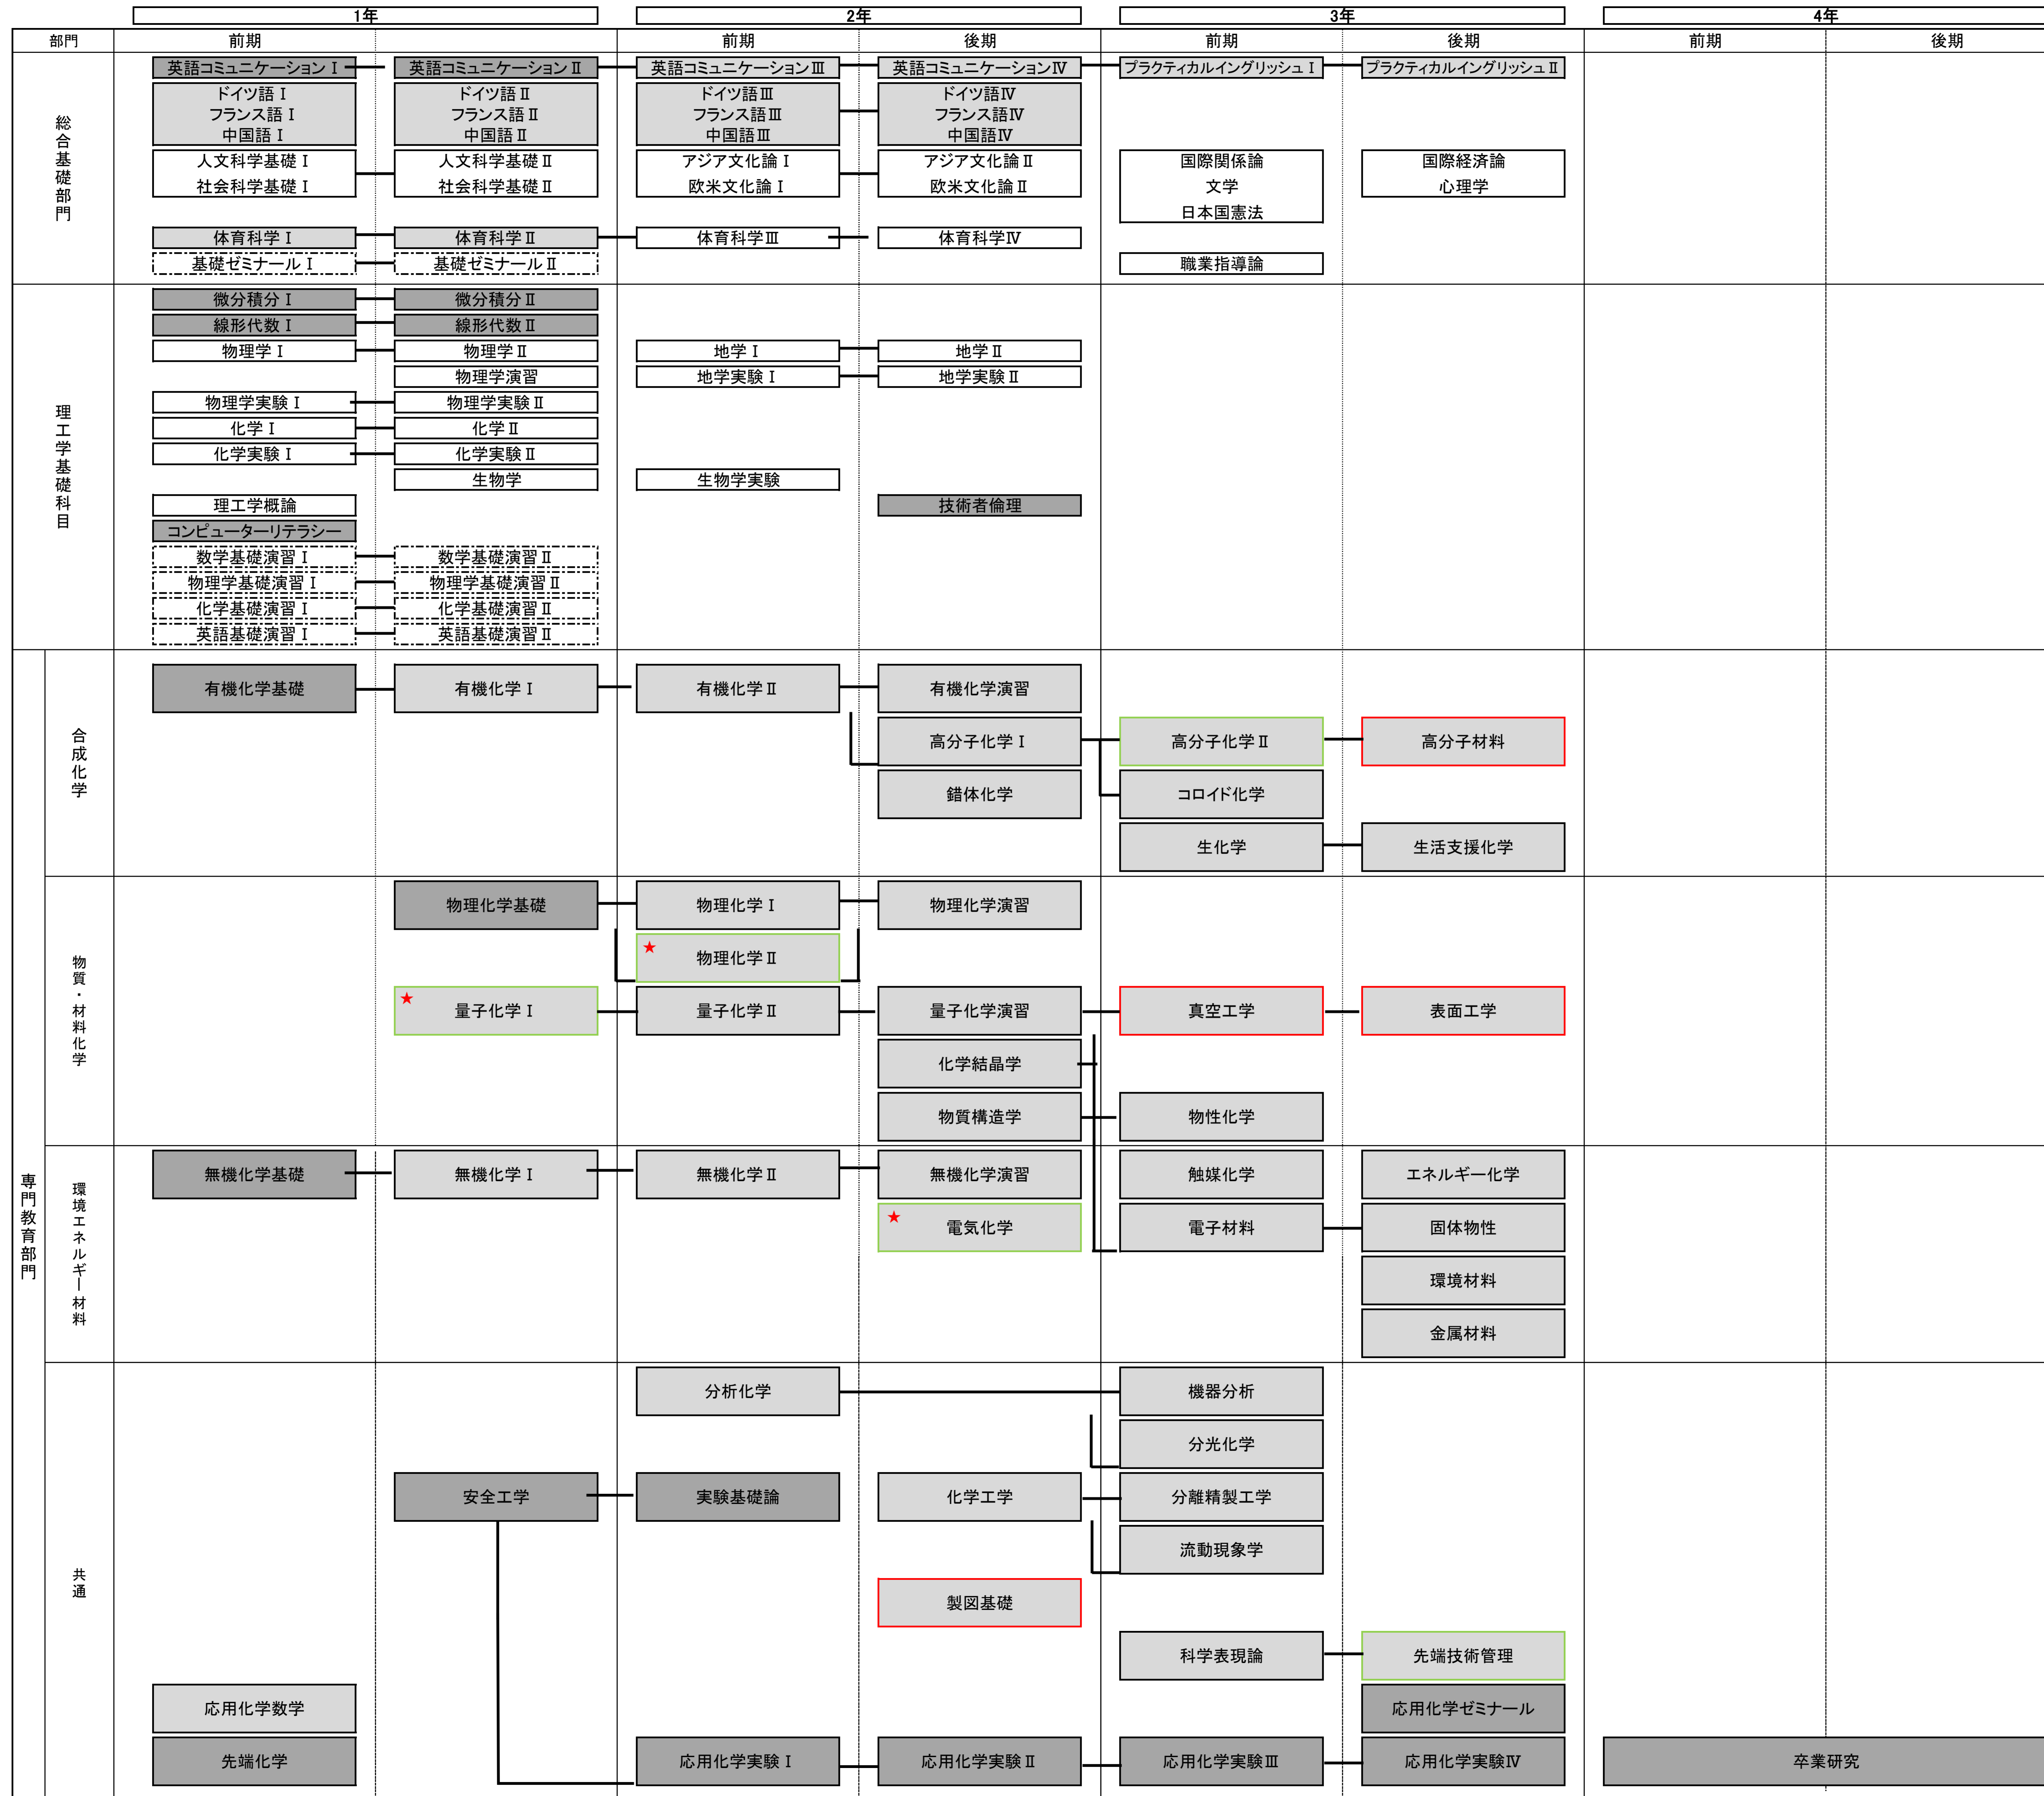 1年
2年
3年
4年
部門
前期
前期
後期
前期
後期
前期
後期
総合基礎部門
英語コミュニケーションⅠ
英語コミュニケーションⅡ
英語コミュニケーションⅢ
英語コミュニケーションⅣ
プラクティカルイングリッシュⅠ
プラクティカルイングリッシュⅡ
ドイツ語Ⅰ
フランス語Ⅰ
中国語Ⅰ
ドイツ語Ⅱ
フランス語Ⅱ
中国語Ⅱ
ドイツ語Ⅲ
フランス語Ⅲ
中国語Ⅲ
ドイツ語Ⅳ
フランス語Ⅳ
中国語Ⅳ
人文科学基礎Ⅰ
社会科学基礎Ⅰ
人文科学基礎Ⅱ
社会科学基礎Ⅱ
アジア文化論Ⅰ
欧米文化論Ⅰ
アジア文化論Ⅱ
欧米文化論Ⅱ
国際関係論
文学
日本国憲法
国際経済論
心理学
体育科学Ⅰ
体育科学Ⅱ
体育科学Ⅲ
体育科学Ⅳ
基礎ゼミナールⅠ
基礎ゼミナールⅡ
職業指導論
理工学基礎科目
微分積分Ⅰ
微分積分Ⅱ
線形代数Ⅰ
線形代数Ⅱ
物理学Ⅰ
物理学Ⅱ
地学Ⅰ
地学Ⅱ
物理学演習
地学実験Ⅰ
地学実験Ⅱ
物理学実験Ⅰ
物理学実験Ⅱ
化学Ⅰ
化学Ⅱ
化学実験Ⅰ
化学実験Ⅱ
生物学
生物学実験
理工学概論
技術者倫理
コンピューターリテラシー
数学基礎演習Ⅰ
数学基礎演習Ⅱ
物理学基礎演習Ⅰ
物理学基礎演習Ⅱ
化学基礎演習Ⅰ
化学基礎演習Ⅱ
英語基礎演習Ⅰ
英語基礎演習Ⅱ
専門教育部門
合成化学
有機化学基礎
有機化学Ⅰ
有機化学Ⅱ
有機化学演習
高分子化学Ⅰ
高分子化学Ⅱ
高分子材料
錯体化学
コロイド化学
生化学
生活支援化学
物質・材料化学
物理化学基礎
物理化学Ⅰ
物理化学演習
★
物理化学Ⅱ
★
量子化学Ⅰ
量子化学Ⅱ
量子化学演習
真空工学
表面工学
化学結晶学
物質構造学
物性化学
環境エネルギー材料
無機化学基礎
無機化学Ⅰ
無機化学Ⅱ
無機化学演習
触媒化学
エネルギー化学
★
電気化学
電子材料
固体物性
環境材料
金属材料
共通
分析化学
機器分析
分光化学
安全工学
実験基礎論
化学工学
分離精製工学
流動現象学
製図基礎
科学表現論
先端技術管理
応用化学数学
応用化学ゼミナール
先端化学
応用化学実験Ⅰ
応用化学実験Ⅱ
応用化学実験Ⅲ
応用化学実験Ⅳ
卒業研究